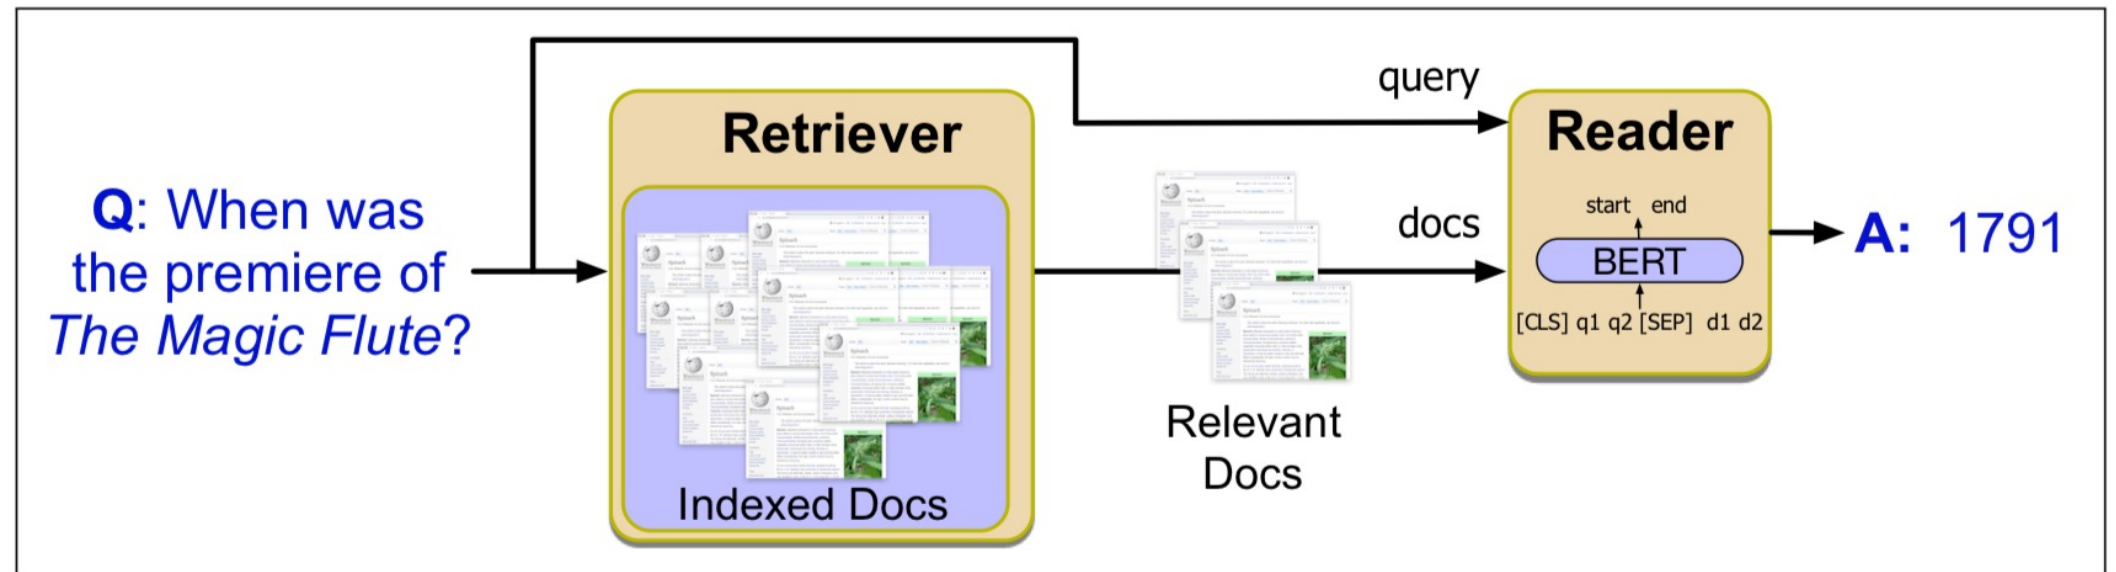 Q: When was
the premiere of
The Magic Flute?
Retriever
Indexed Docs
query
docs
Relevant
Docs
Reader
start end
BERT
[CLS] q1 q2 [SEP] d1 d2
A: 1791